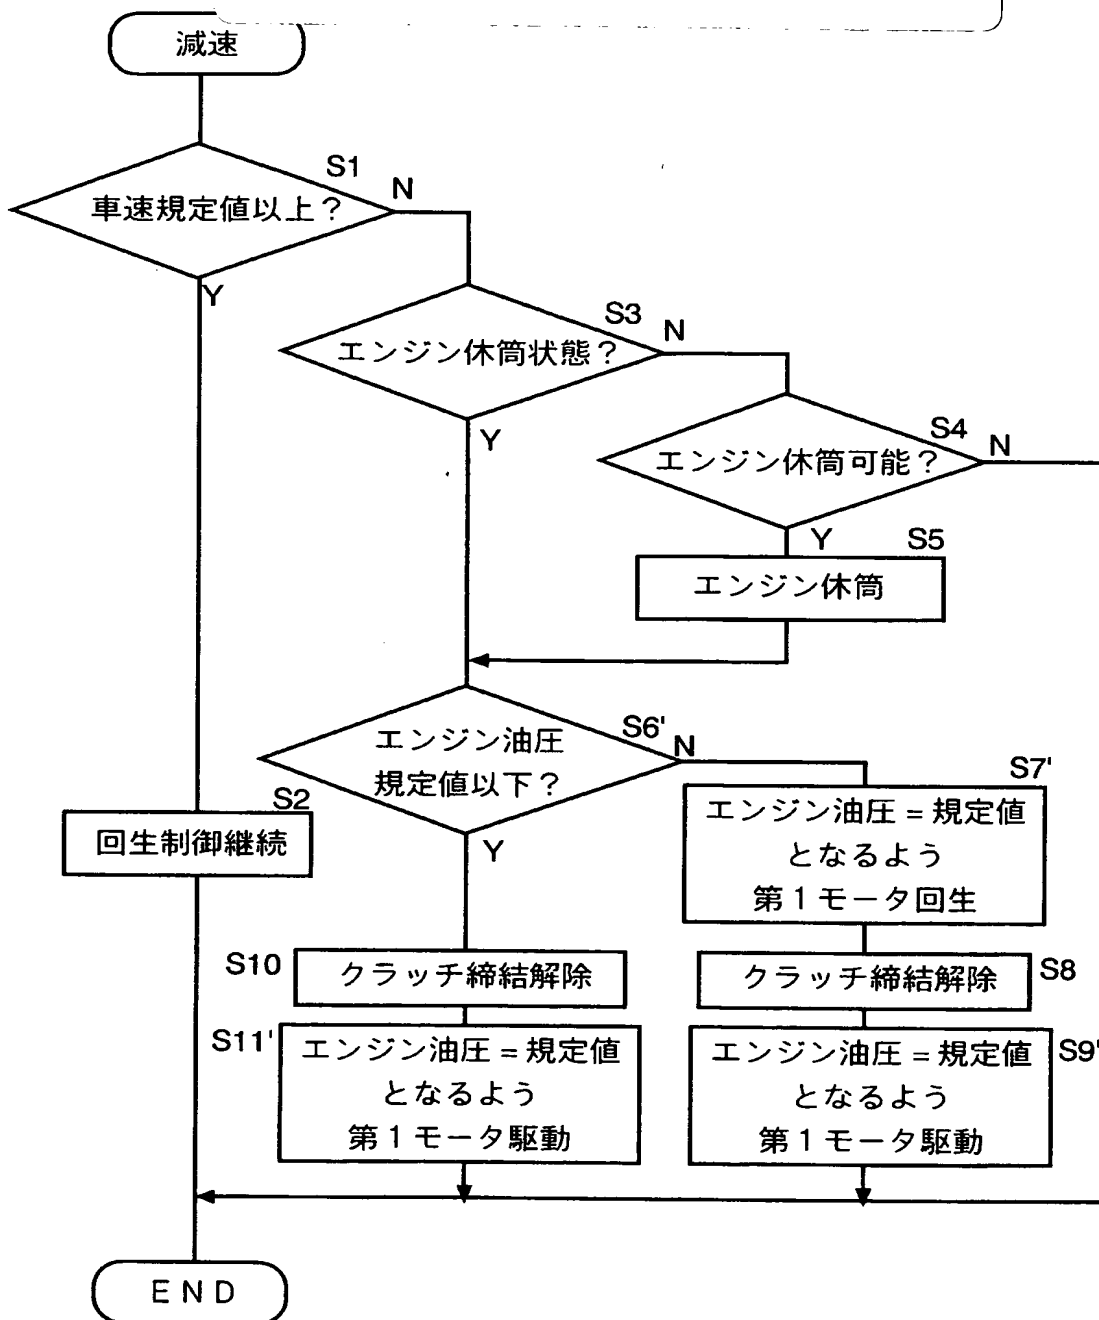 減速
S1
車速規定値以上?
N
Y
S3
エンジン休筒状態?
N
Y
S4
エンジン休筒可能?
N
Y
S5
エンジン休筒
S6'
エンジン油圧
規定値以下?
N
Y
S2
回生制御継続
S7'
エンジン油圧=規定値
となるよう
第1モータ回生
S10
クラッチ締結解除
クラッチ締結解除
S8
S11'
エンジン油圧=規定値
となるよう
第1モータ駆動
エンジン油圧=規定値
となるよう
第1モータ駆動
S9'
END